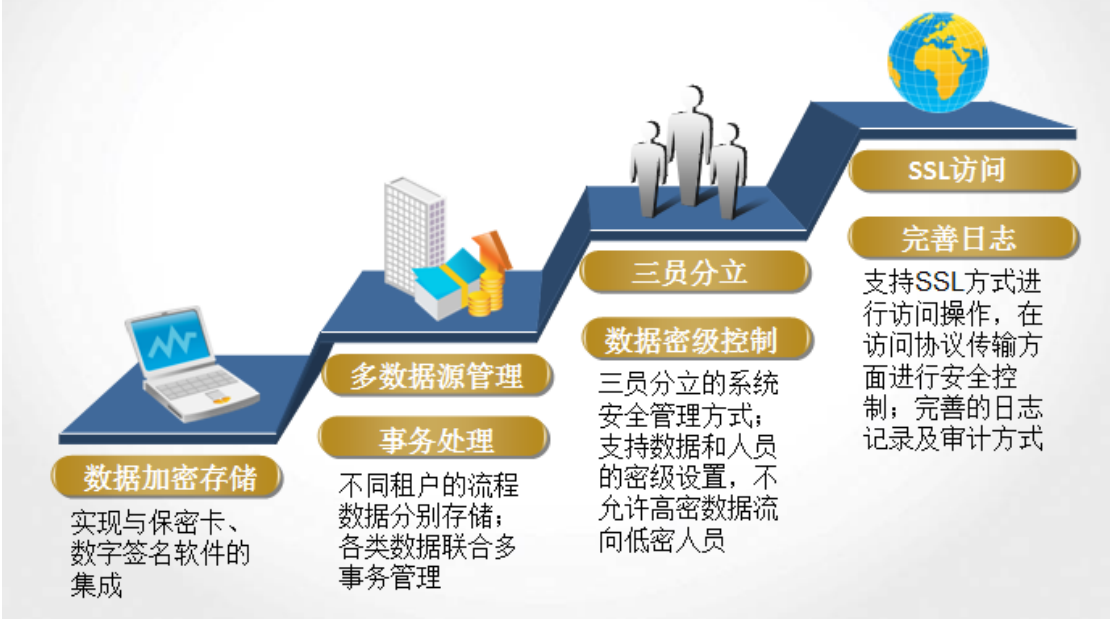 数据加密存储
实现与保密卡、
数字签名软件的
集成
多数据源管理
事务处理
不同租户的流程
数据分别存储；
各类数据联合多
事务管理
三员分立
数据密级控制
三员分立的系统
安全管理方式；
支持数据和人员
的密级设置，不
允许高密数据流
向低密人员
SSL访问
完善日志
支持SSL方式进
行访问操作，在
访问协议传输方
面进行安全控
制；完善的日志
记录及审计方式